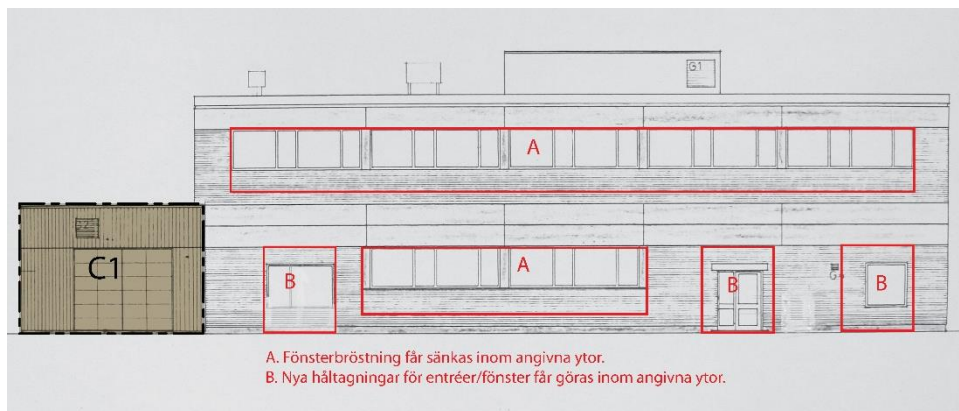 G1
A
C1
B
A
B
B
A. Fönsterbröstning får sänkas inom angivna ytor.
B. Nya håltagningar för entréer/fönster får göras inom angivna ytor.